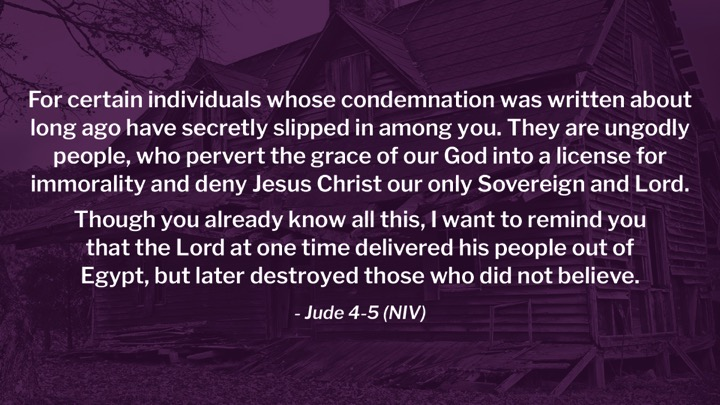 For certain individuals whose condemnation was written about
long ago have secretly slipped in among you. They are ungodly
people, who pervert the grace of our God into a license for
immorality and deny Jesus Christ our only Sovereign and Lord.
Though you already know all this, I want to remind you
that the Lord at one time delivered his people out of
Egypt, but later destroyed those who did not believe.
- Jude 4-5 (NIV)